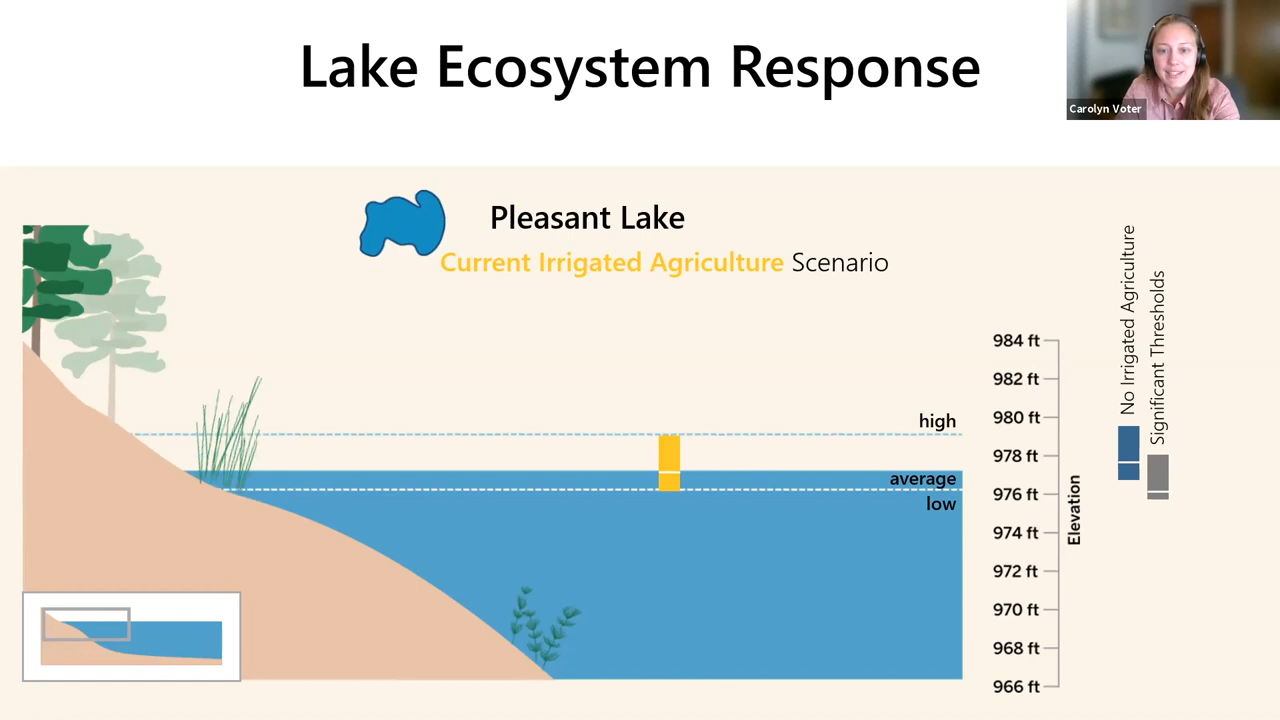 Lake Ecosystem Response
Carolyn Voter
Pleasant Lake
Current Irrigated Agriculture Scenario
high
average
low
984 ft
982 ft
980 ft
978 ft
976 ft
974 ft
972 ft
970 ft
968 ft
966 ft
Elevation
No Irrigated Agriculture
Significant Thresholds